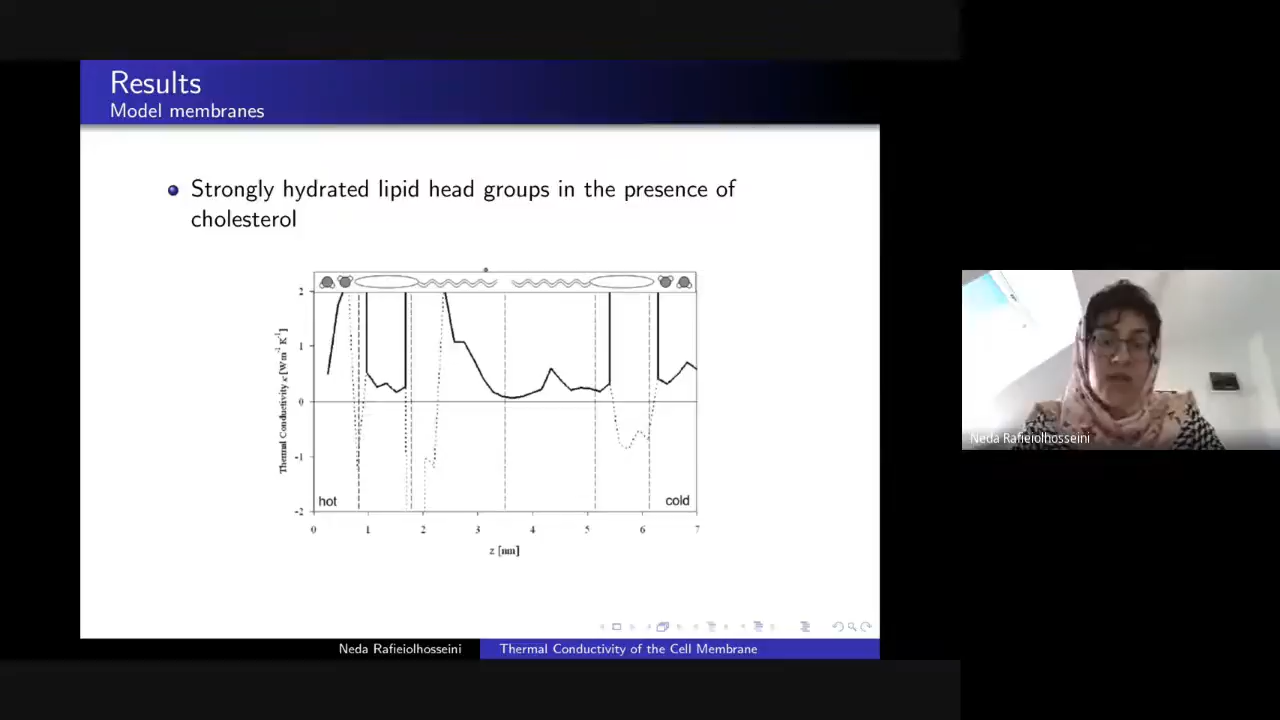 Results
Model membranes
Strongly hydrated lipid head groups in the presence of
cholesterol
2
1
0
-1
-2
Thermal Conductivity κ [Wm⁻¹K⁻¹]
hot
cold
0 1 2 3 4 5 6 7
z [nm]
Neda Rafieiolhosseini
Thermal Conductivity of the Cell Membrane
Neda Rafieiolhosseini